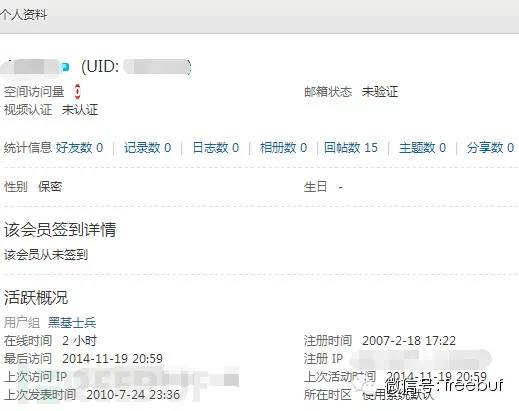 个人资料
(UID: )
空间访问量 0 邮箱状态 未验证
视频认证 未认证
统计信息 好友数 0 | 记录数 0 | 日志数 0 | 相册数 0 | 回帖数 15 | 主题数 0 | 分享数 0
性别 保密 生日 -
该会员签到详情
该会员从未签到
活跃概况
用户组 黑基士兵
在线时间 2 小时 注册时间 2007-2-18 17:22
最后访问 2014-11-19 20:59 注册 IP
上次访问 IP 上次活动时间 2014-11-19 20:59
上次发表时间 2010-7-24 23:36 所在时区 使用系统默认
微信号: freebuf